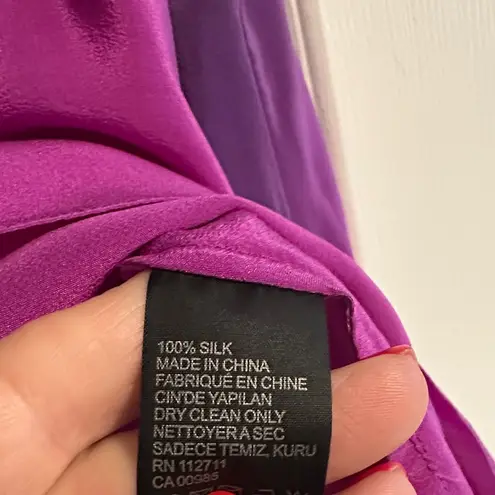 100% SILK
MADE IN CHINA
FABRIQUÉ EN CHINE
CIN'DE YAPILAN
DRY CLEAN ONLY
NETTOYER A SEC
SADECE TEMIZ, KURU
RN 112711
CA 00985